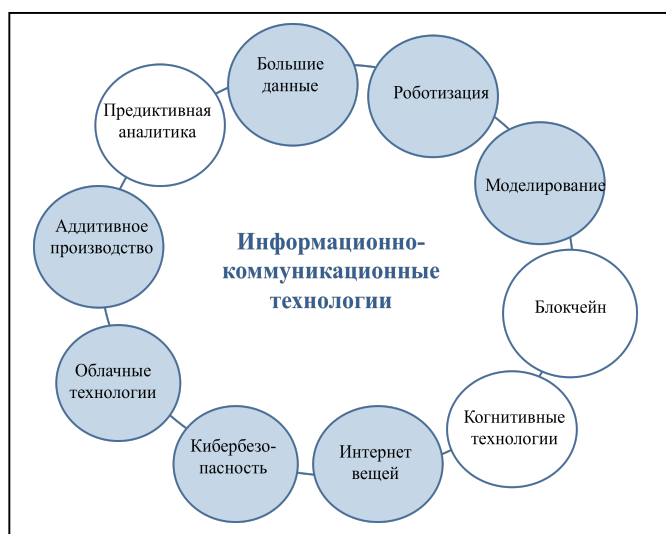 Большие
данные
Роботизация
Предиктивная
аналитика
Моделирование
Аддитивное
производство
Информационно-
коммуникационные
технологии
Блокчейн
Облачные
технологии
Когнитивные
технологии
Кибербезо-
пасность
Интернет
вещей